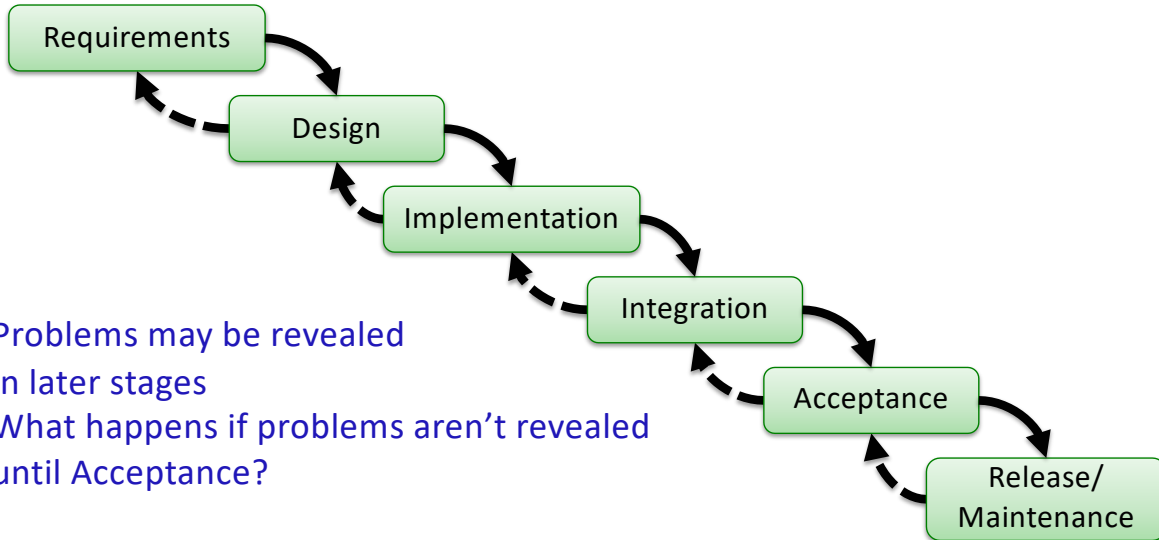 Requirements
Design
Implementation
Integration
Problems may be revealed
in later stages
Acceptance
What happens if problems aren’t revealed
until Acceptance?
Release/
Maintenance